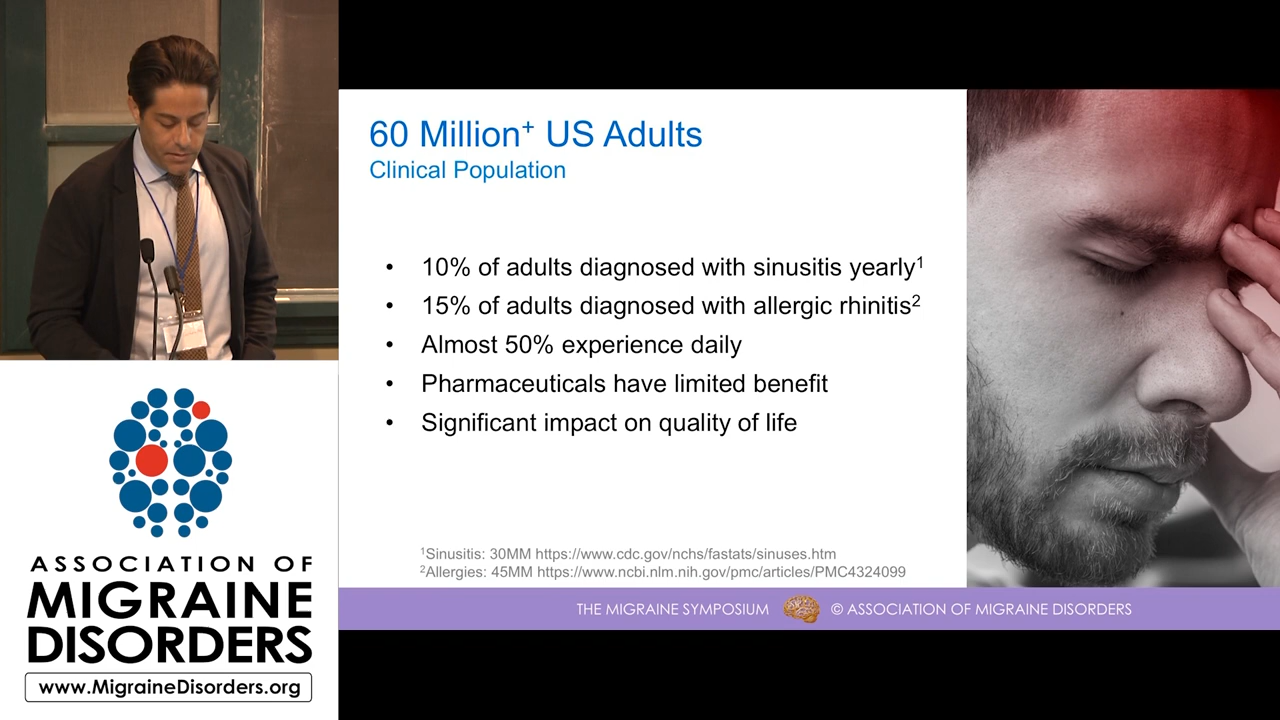 60 Million⁺ US Adults
Clinical Population
• 10% of adults diagnosed with sinusitis yearly¹
• 15% of adults diagnosed with allergic rhinitis²
• Almost 50% experience daily
• Pharmaceuticals have limited benefit
• Significant impact on quality of life
¹Sinusitis: 30MM https://www.cdc.gov/nchs/fastats/sinuses.htm
²Allergies: 45MM https://www.ncbi.nlm.nih.gov/pmc/articles/PMC4324099
THE MIGRAINE SYMPOSIUM © ASSOCIATION OF MIGRAINE DISORDERS
ASSOCIATION OF
MIGRAINE
DISORDERS
www.MigraineDisorders.org